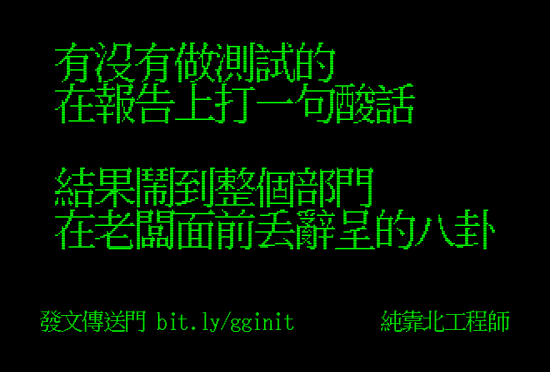 有沒有做測試的
在報告上打一句酸話
結果鬧到整個部門
在老闆面前丟辭呈的八卦
發文傳送門 bit.ly/gginit
純靠北工程師